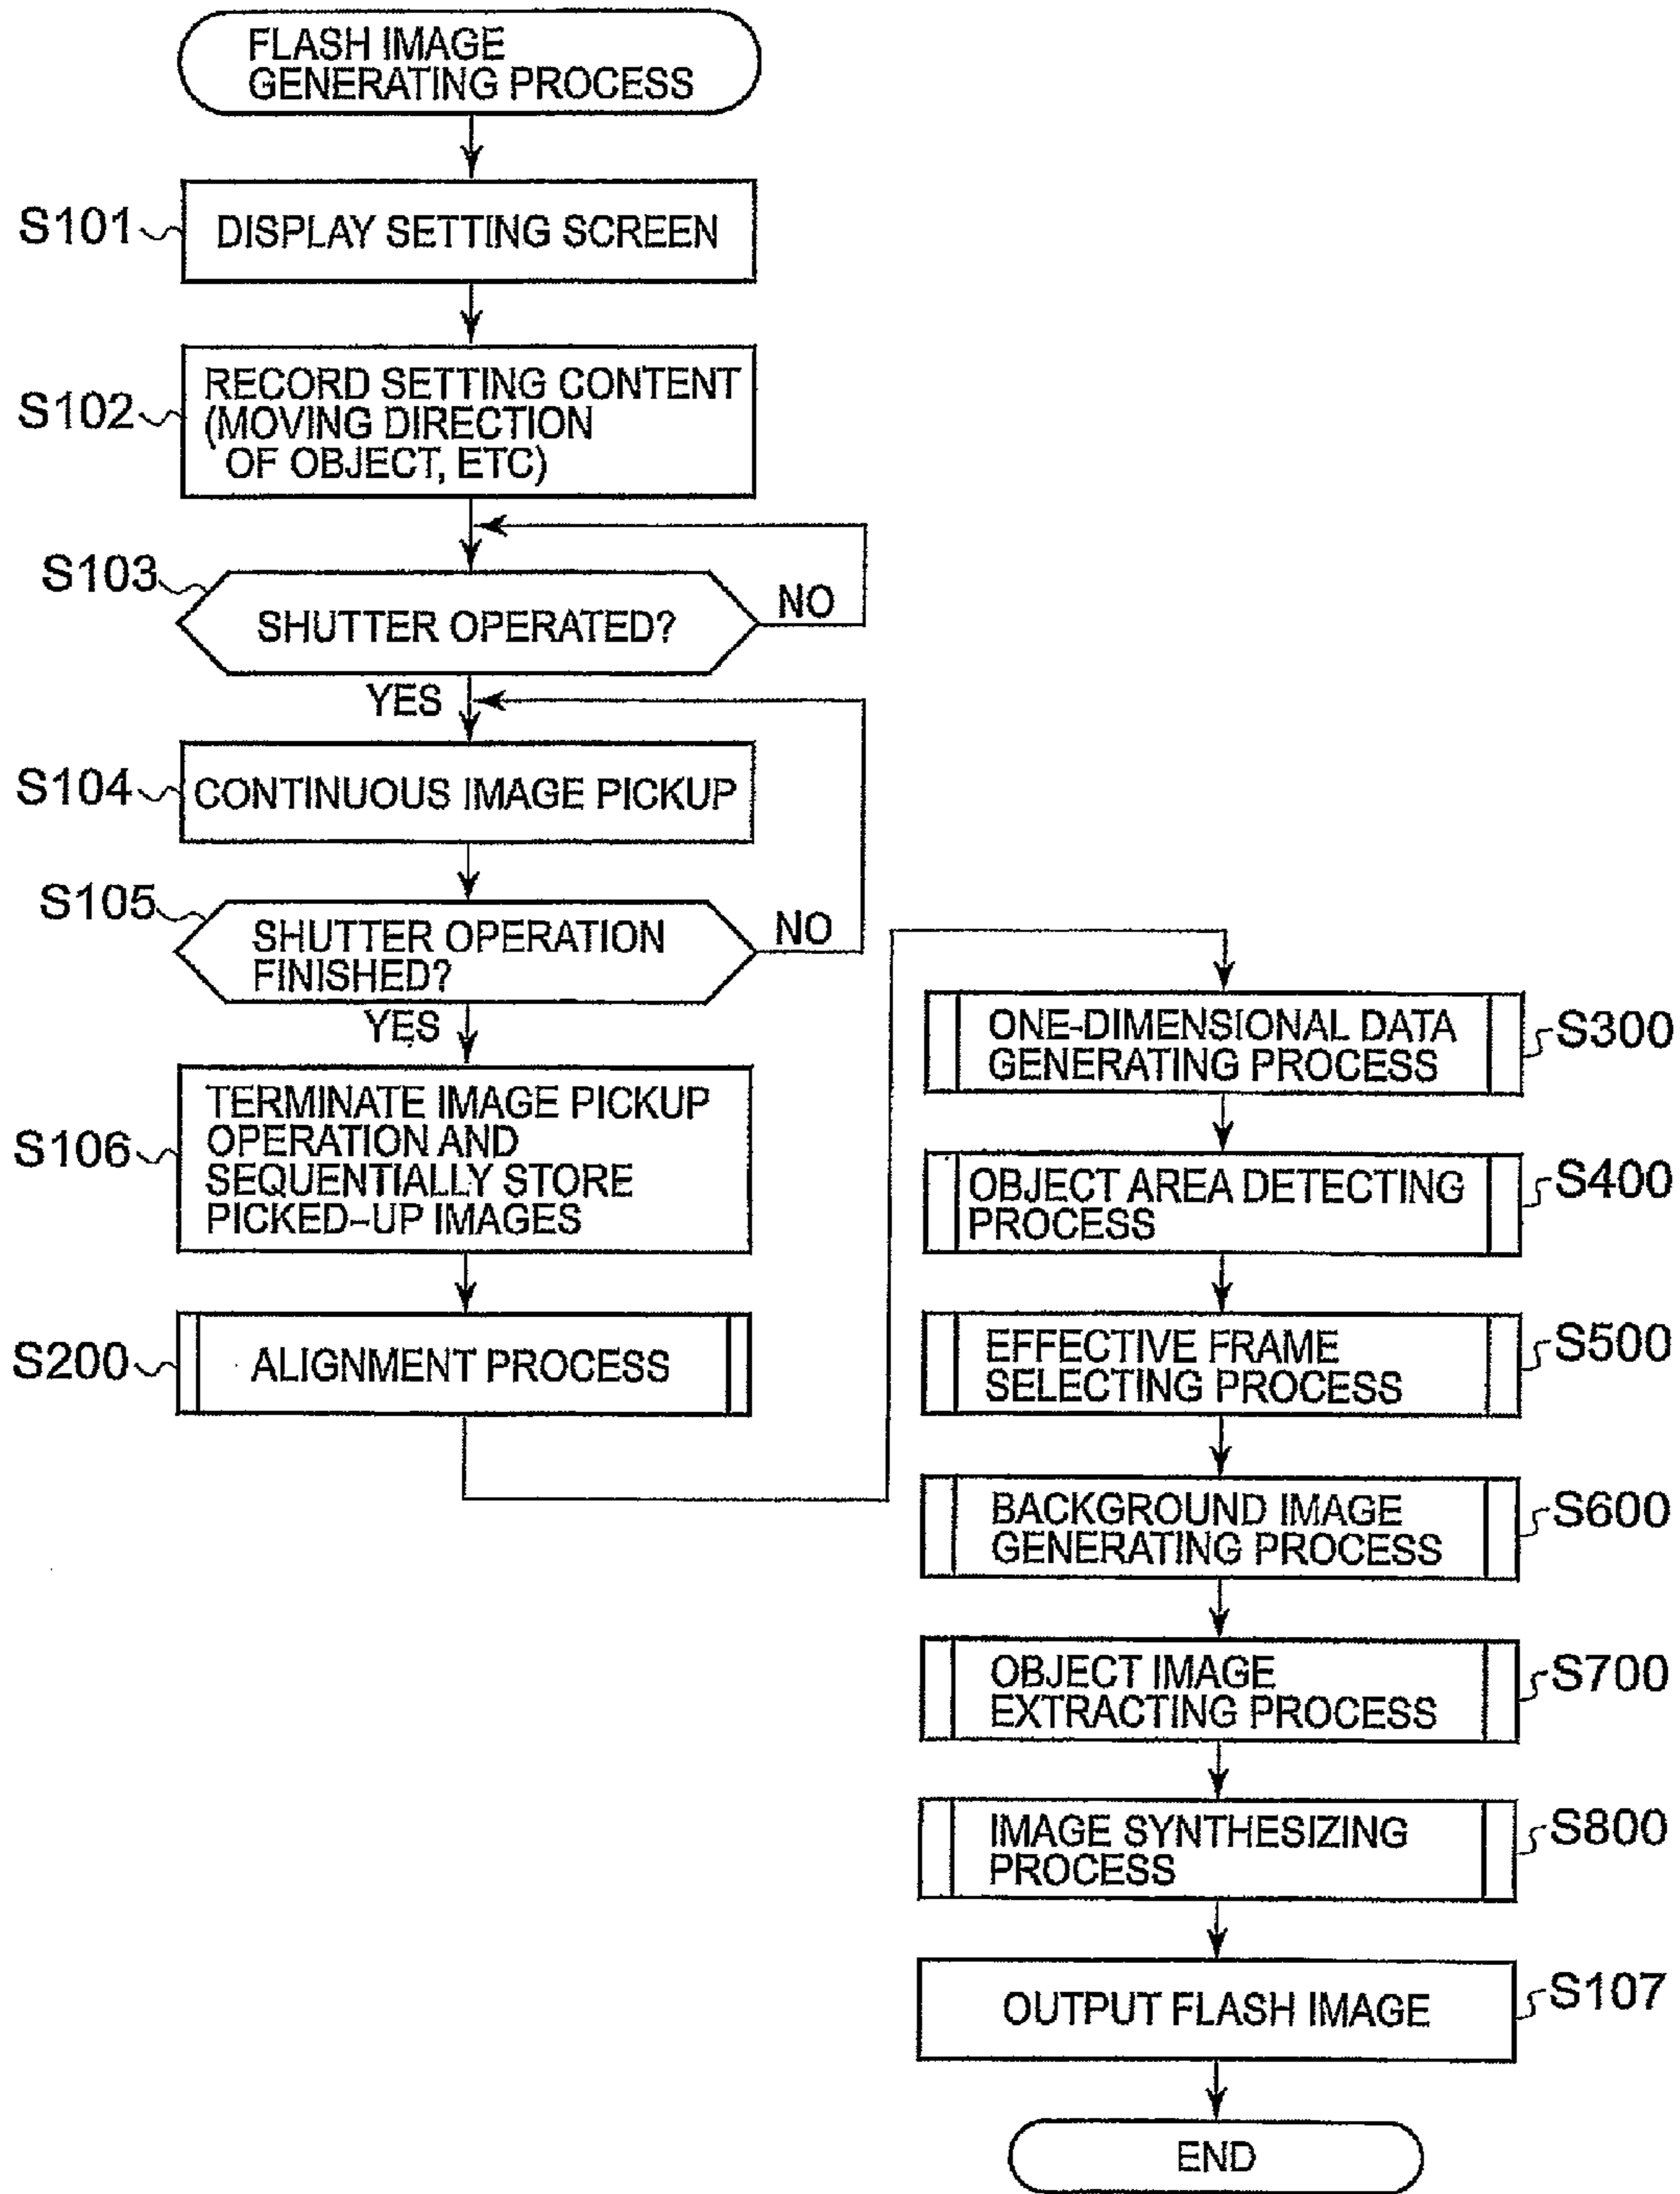 FLASH IMAGE
GENERATING PROCESS
S101
DISPLAY SETTING SCREEN
S102
RECORD SETTING CONTENT
(MOVING DIRECTION
OF OBJECT, ETC)
S103
SHUTTER OPERATED?
NO
YES
S104
CONTINUOUS IMAGE PICKUP
S105
SHUTTER OPERATION
FINISHED?
NO
YES
S106
TERMINATE IMAGE PICKUP
OPERATION AND
SEQUENTIALLY STORE
PICKED-UP IMAGES
S200
ALIGNMENT PROCESS
ONE-DIMENSIONAL DATA
GENERATING PROCESS
S300
OBJECT AREA DETECTING
PROCESS
S400
EFFECTIVE FRAME
SELECTING PROCESS
S500
BACKGROUND IMAGE
GENERATING PROCESS
S600
OBJECT IMAGE
EXTRACTING PROCESS
S700
IMAGE SYNTHESIZING
PROCESS
S800
OUTPUT FLASH IMAGE
S107
END